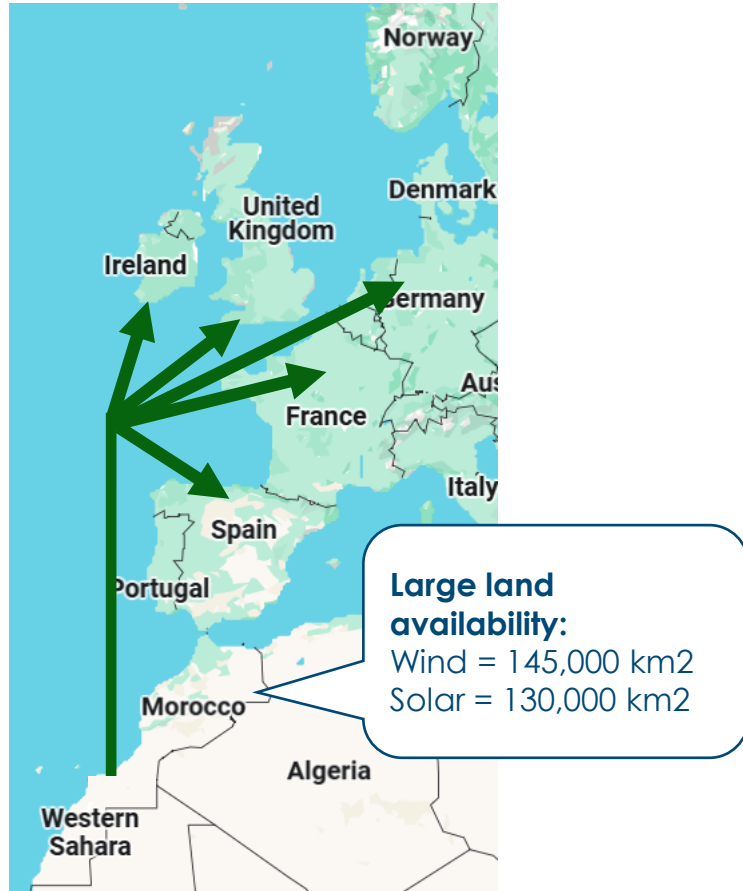 Norway
Denmark
United
Kingdom
Ireland
Germany
Aus
France
Italy
Spain
Portugal
Large land
availability:
Wind = 145,000 km2
Solar = 130,000 km2
Morocco
Algeria
Western
Sahara